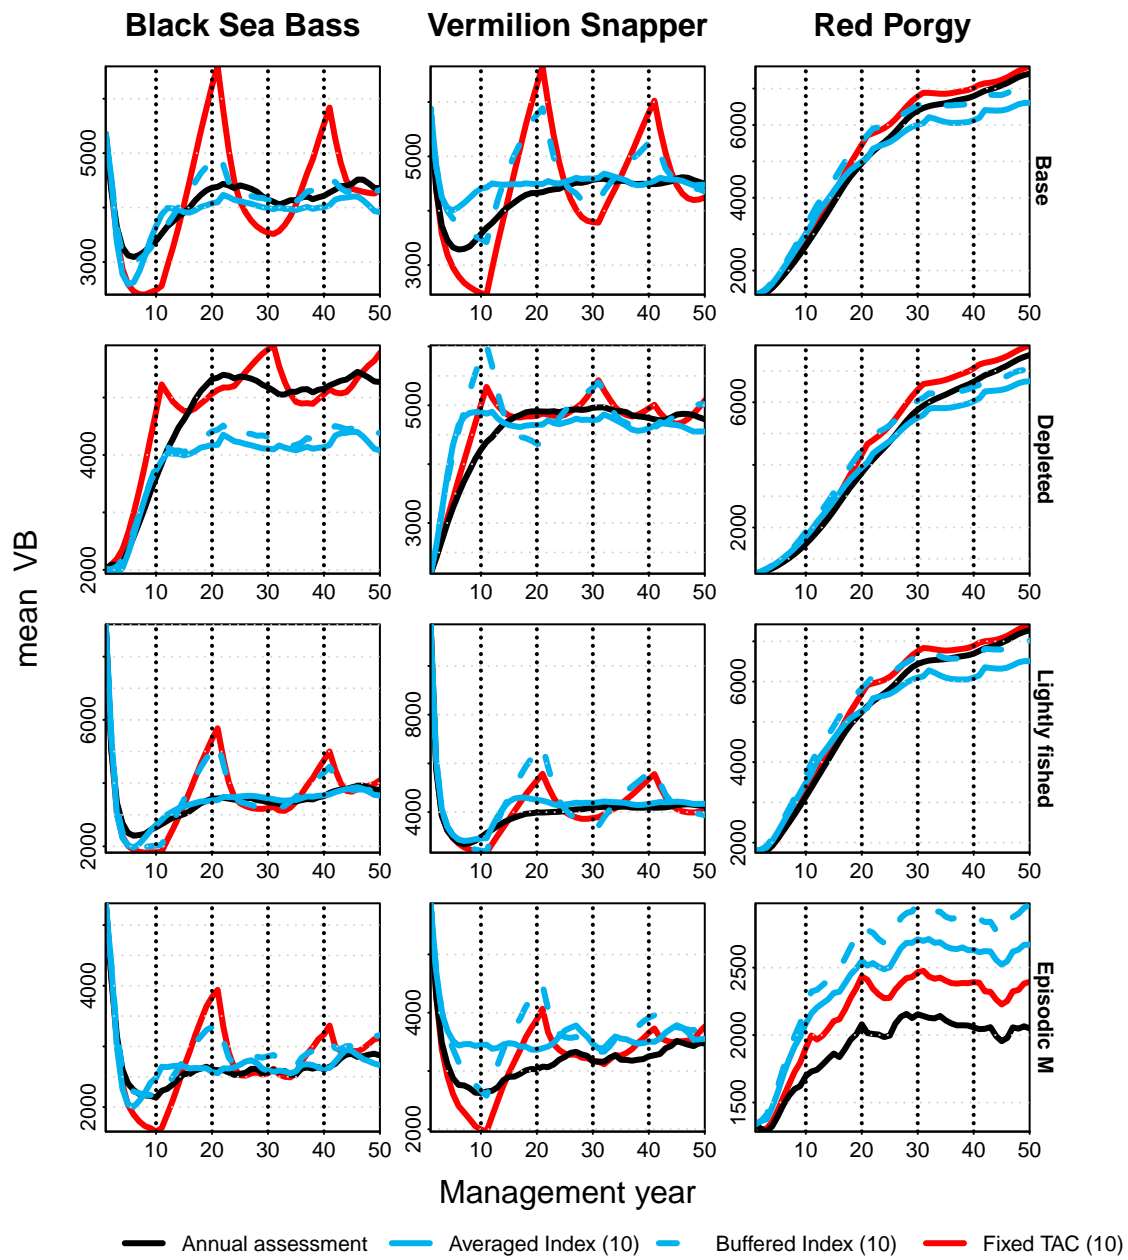 Black Sea Bass Vermilion Snapper Red Porgy
3000 5000
10 20 30 40 50
3000 5000
10 20 30 40 50
2000 4000 6000
10 20 30 40 50
Base
2000 4000
10 20 30 40 50
3000 5000
10 20 30 40 50
2000 6000
10 20 30 40 50
Depleted
mean VB
2000 6000
10 20 30 40 50
4000 8000
10 20 30 40 50
2000 4000 6000
10 20 30 40 50
Lightly fished
2000 4000
10 20 30 40 50
2000 4000
10 20 30 40 50
1500 2000 2500
10 20 30 40 50
Episodic M
Management year
Annual assessment Averaged Index (10) Buffered Index (10) Fixed TAC (10)